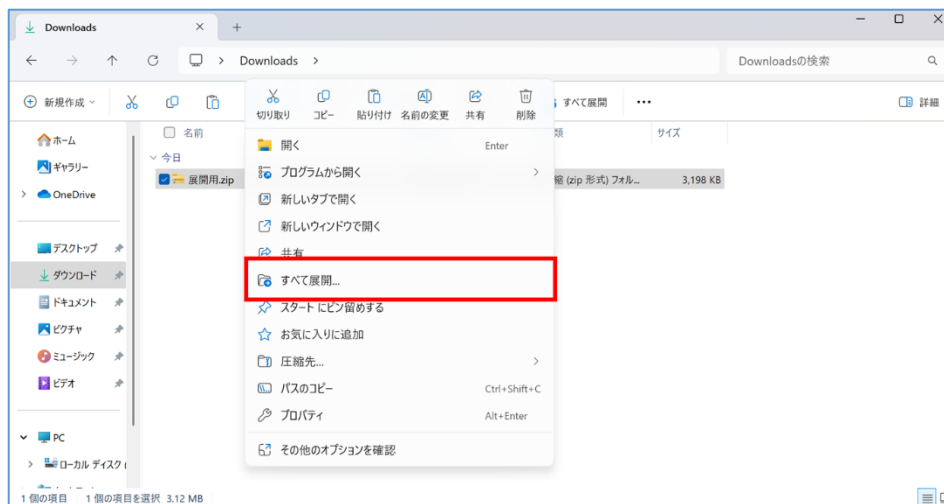 Downloads
Downloads
Downloadsの検索
新規作成
すべて展開
詳細
切り取り コピー 貼り付け 名前の変更 共有 削除
名前
サイズ
ホーム
ギャラリー
OneDrive
デスクトップ
ダウンロード
ドキュメント
ピクチャ
ミュージック
ビデオ
PC
ローカル ディスク (
今日
展開用.zip
縮 (zip 形式) フォル...
3,198 KB
開く Enter
プログラムから開く
新しいタブで開く
新しいウィンドウで開く
共有
すべて展開...
スタート にピン留めする
お気に入りに追加
圧縮先...
パスのコピー Ctrl+Shift+C
プロパティ Alt+Enter
その他のオプションを確認
1 個の項目 1 個の項目を選択 3.12 MB